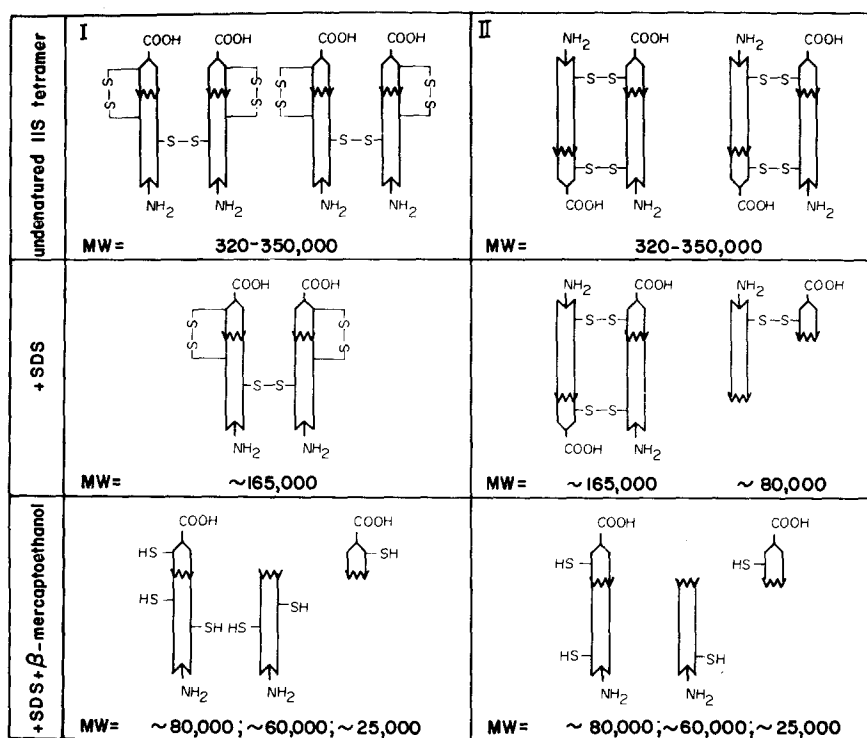 I
II
undenatured IIS tetramer
COOH COOH COOH COOH
S-S S-S S-S S-S
S-S S-S
NH2 NH2 NH2 NH2
MW= 320-350,000
NH2 COOH NH2 COOH
S-S S-S
S-S S-S
COOH NH2 COOH NH2
MW= 320-350,000
+SDS
COOH COOH
S-S S-S
S-S
NH2 NH2
MW= ~165,000
NH2 COOH NH2 COOH
S-S S-S
S-S
COOH NH2
MW= ~165,000 ~80,000
+SDS+β-mercaptoethanol
COOH COOH
HS SH
HS SH HS SH
NH2 NH2
MW= ~80,000; ~60,000; ~25,000
COOH COOH
HS HS
HS SH
NH2 NH2
MW= ~80,000; ~60,000; ~25,000